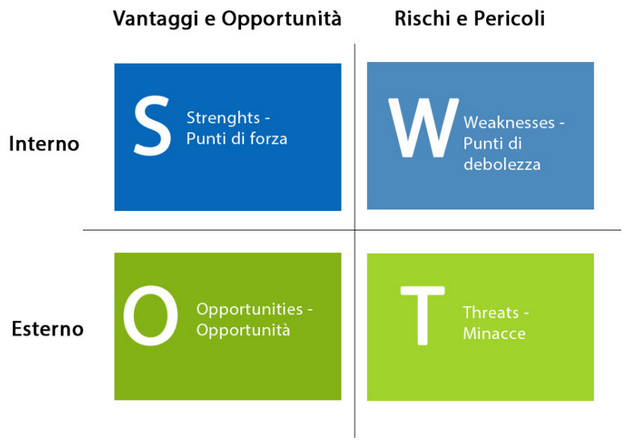 Vantaggi e Opportunità
Rischi e Pericoli
Interno
S
Strenghts -
Punti di forza
W
Weaknesses -
Punti di
debolezza
Esterno
O
Opportunities -
Opportunità
T
Threats -
Minacce